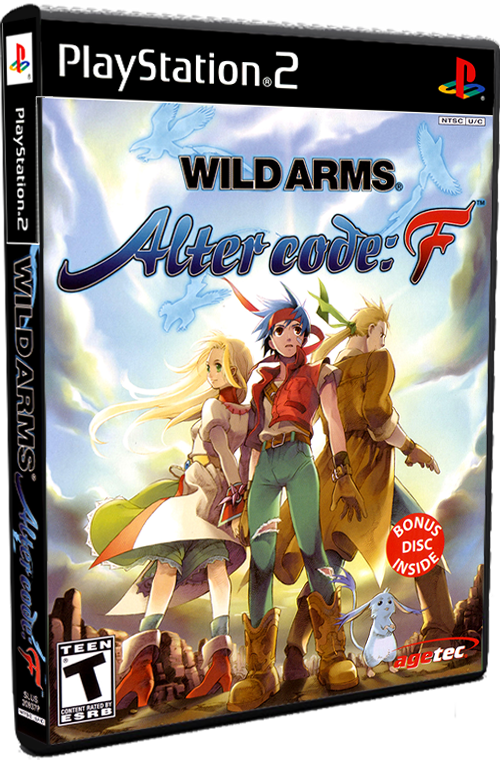 PlayStation®2
NTSC U/C
WILD ARMS®
Alter code: F™
BONUS
DISC
INSIDE
TEEN
T
CONTENT RATED BY
ESRB
agetec
PlayStation®2
WILD ARMS®
Alter code: F
SLUS
NTSC U/C